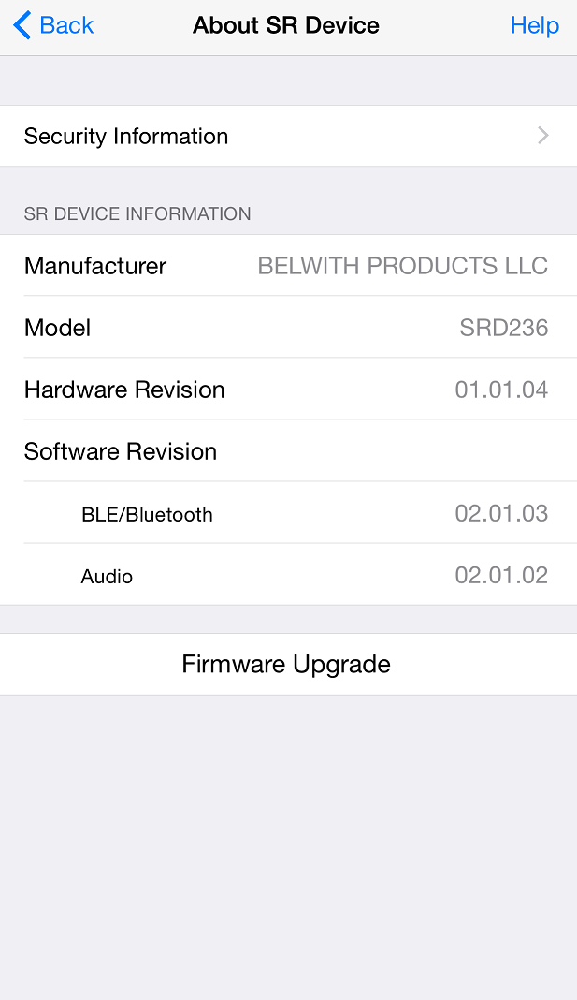 Back About SR Device Help
Security Information
SR DEVICE INFORMATION
Manufacturer BELWITH PRODUCTS LLC
Model SRD236
Hardware Revision 01.01.04
Software Revision
BLE/Bluetooth 02.01.03
Audio 02.01.02
Firmware Upgrade